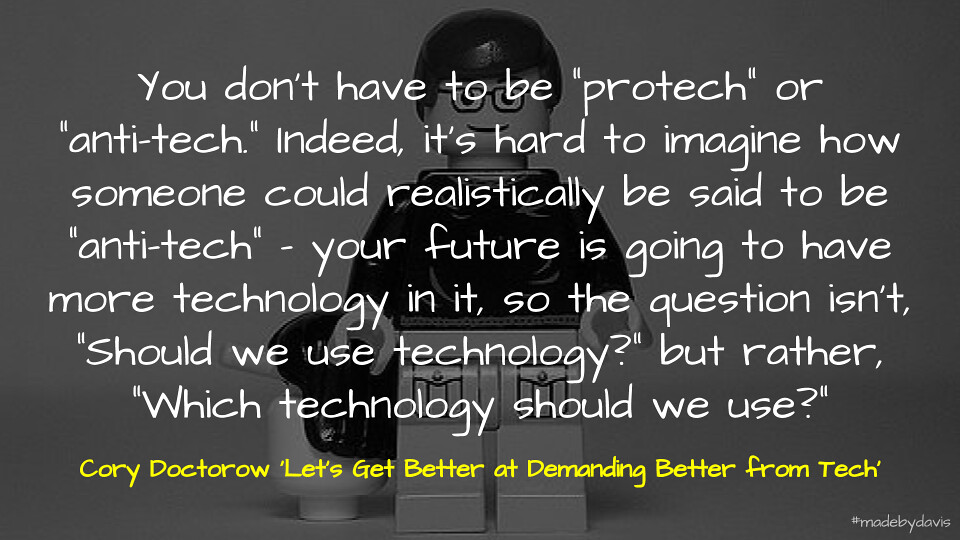 You don't have to be "protech" or
"anti-tech." Indeed, it's hard to imagine how
someone could realistically be said to be
"anti-tech" - your future is going to have
more technology in it, so the question isn't,
"Should we use technology?" but rather,
"Which technology should we use?"
Cory Doctorow 'Let's Get Better at Demanding Better from Tech'
#madebydavis